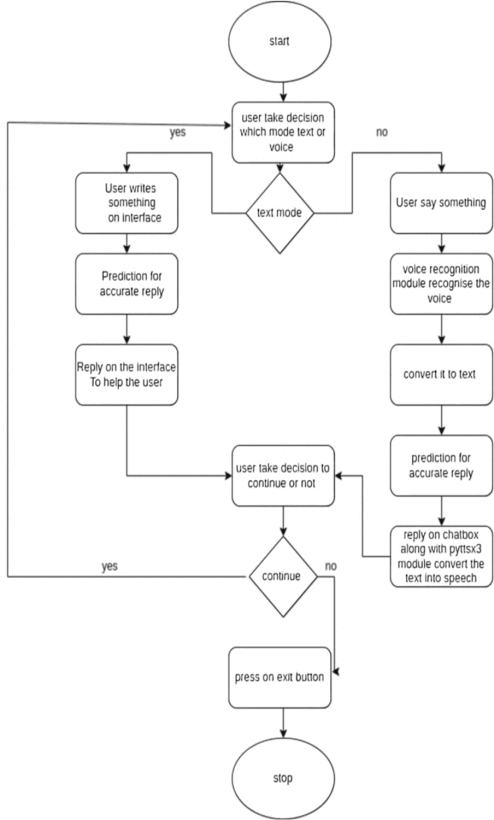 start
user take decision
which mode text or
voice
yes
no
text mode
User writes
something
on interface
User say something
Prediction for
accurate reply
voice recognition
module recognise the
voice
Reply on the interface
To help the user
convert it to text
prediction for
accurate reply
user take decision to
continue or not
reply on chatbox
along with pyttsx3
module convert the
text into speech
yes
continue
no
press on exit button
stop